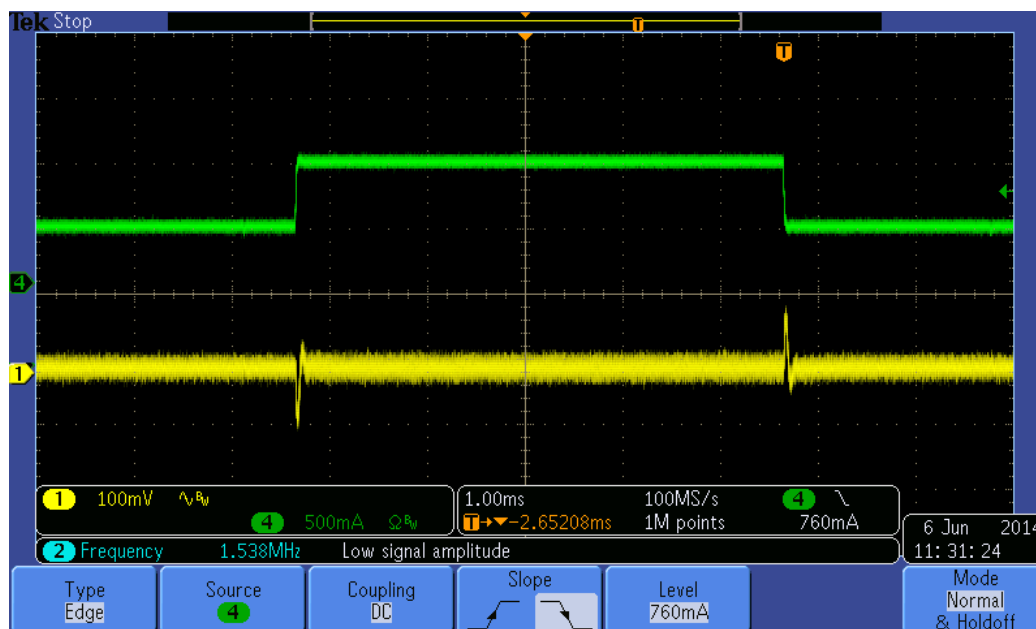 Tek Stop
T
T
4
1
1 100mV ∿BW
4 500mA ΩBW
1.00ms 100MS/s 4 ∖
T→▼-2.65208ms 1M points 760mA
2 Frequency 1.538MHz Low signal amplitude
6 Jun 2014
11:31:24
Type
Edge
Source
4
Coupling
DC
Slope
Level
760mA
Mode
Normal
& Holdoff